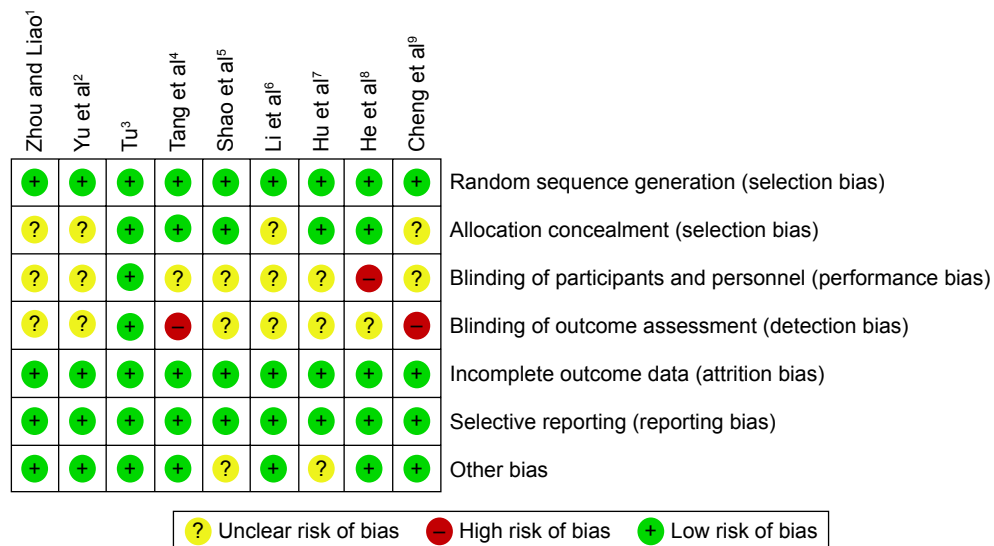 Zhou and Liao¹
Yu et al²
Tu³
Tang et al⁴
Shao et al⁵
Li et al⁶
Hu et al⁷
He et al⁸
Cheng et al⁹
+ + + + + + + + + Random sequence generation (selection bias)
? ? + + + ? + + ? Allocation concealment (selection bias)
? ? + ? ? ? ? – ? Blinding of participants and personnel (performance bias)
? ? + – ? ? ? ? – Blinding of outcome assessment (detection bias)
+ + + + + + + + + Incomplete outcome data (attrition bias)
+ + + + + + + + + Selective reporting (reporting bias)
+ + + + ? + ? + + Other bias
? Unclear risk of bias – High risk of bias + Low risk of bias